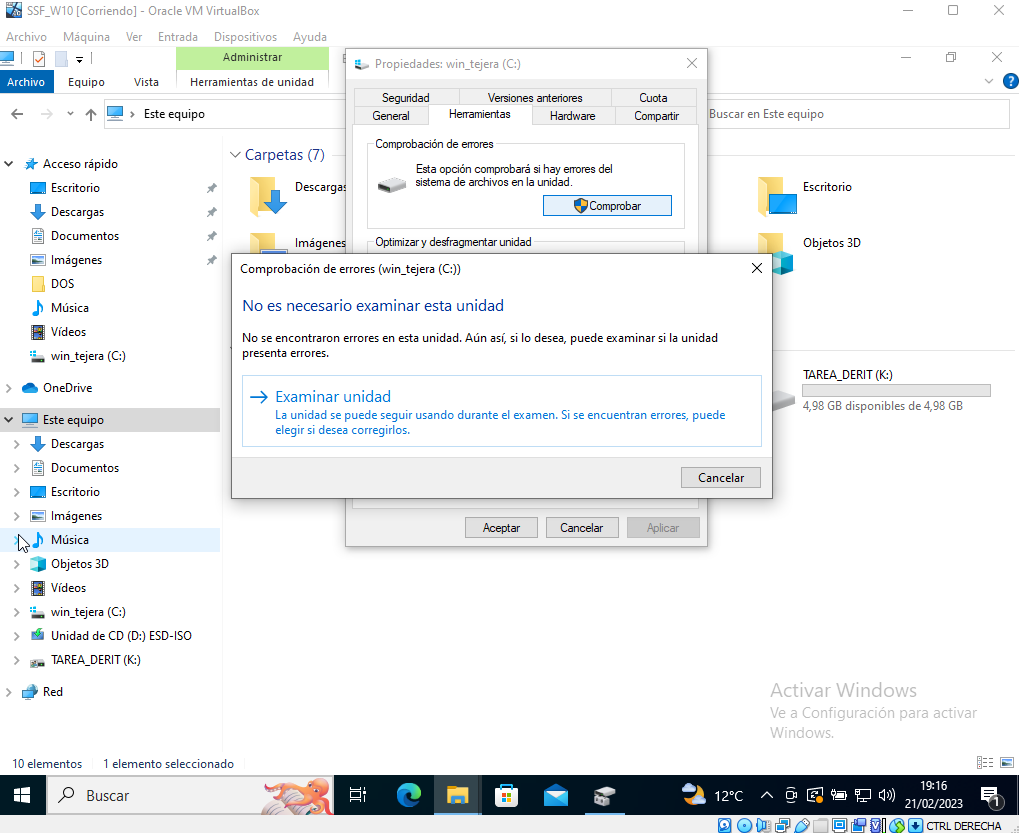 SSF_W10 [Corriendo] - Oracle VM VirtualBox
Archivo Máquina Ver Entrada Dispositivos Ayuda
Administrar
Archivo Equipo Vista Herramientas de unidad
Este equipo
Buscar en Este equipo
Acceso rápido
Escritorio
Descargas
Documentos
Imágenes
DOS
Música
Vídeos
win_tejera (C:)
OneDrive
Este equipo
Descargas
Documentos
Escritorio
Imágenes
Música
Objetos 3D
Vídeos
win_tejera (C:)
Unidad de CD (D:) ESD-ISO
TAREA_DERIT (K:)
Red
Carpetas (7)
Descargas
Imágenes
Escritorio
Objetos 3D
TAREA_DERIT (K:)
4,98 GB disponibles de 4,98 GB
Propiedades: win_tejera (C:)
Seguridad Versiones anteriores Cuota
General Herramientas Hardware Compartir
Comprobación de errores
Esta opción comprobará si hay errores del
sistema de archivos en la unidad.
Comprobar
Optimizar y desfragmentar unidad
Comprobación de errores (win_tejera (C:))
No es necesario examinar esta unidad
No se encontraron errores en esta unidad. Aún así, si lo desea, puede examinar si la unidad
presenta errores.
Examinar unidad
La unidad se puede seguir usando durante el examen. Si se encuentran errores, puede
elegir si desea corregirlos.
Cancelar
Aceptar Cancelar Aplicar
Activar Windows
Ve a Configuración para activar
Windows.
10 elementos 1 elemento seleccionado
Buscar
12°C
19:16
21/02/2023
1
CTRL DERECHA